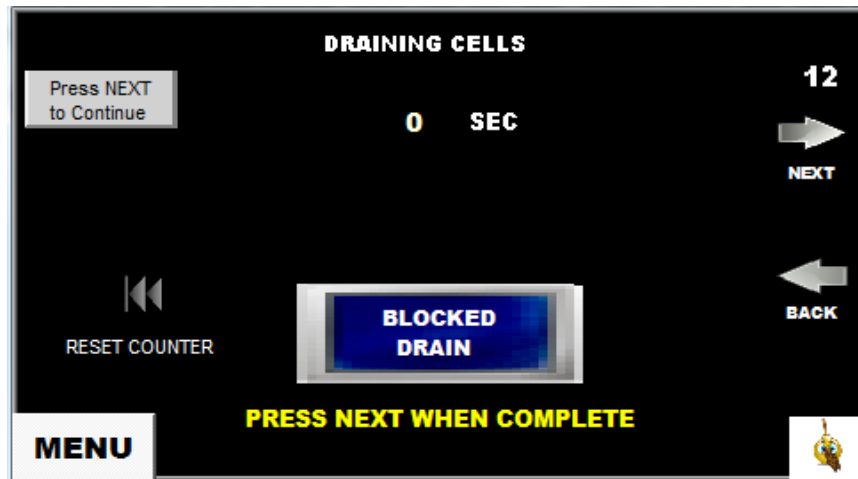 DRAINING CELLS
Press NEXT
to Continue
12
0 SEC
NEXT
BACK
RESET COUNTER
BLOCKED
DRAIN
PRESS NEXT WHEN COMPLETE
MENU